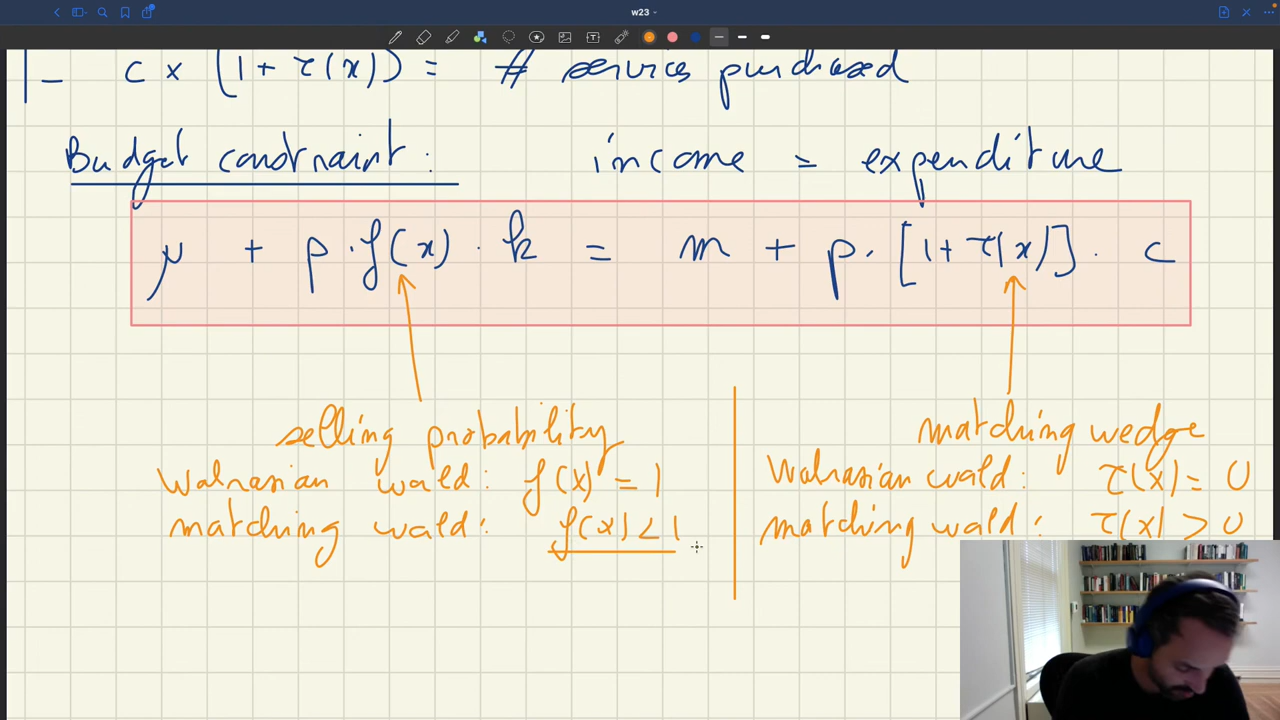 w23
c x (1 + τ(x)) = # services purchased
Budget constraint : income = expenditure
μ + p · f(x) · k = m + p · [1 + τ(x)] · c
selling probability
Walrasian world : f(x) = 1
matching world : f(x) < 1
matching wedge
Walrasian world : τ(x) = 0
matching world : τ(x) > 0